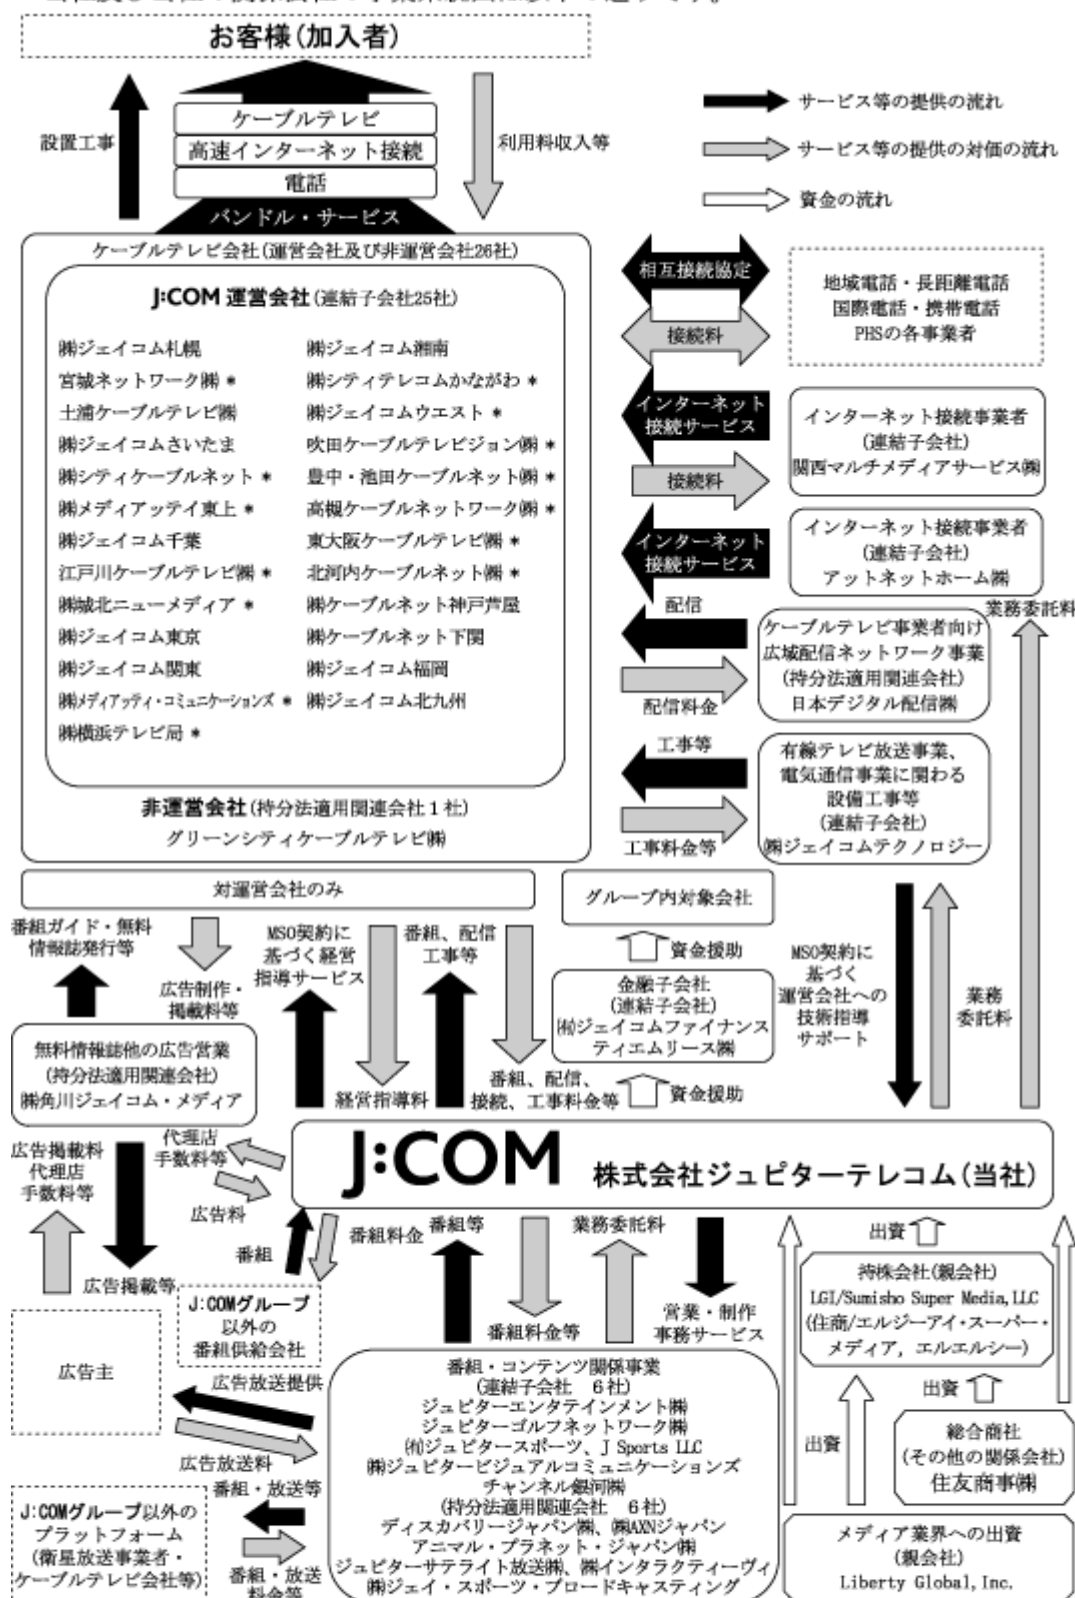 お客様(加入者)
設置工事
ケーブルテレビ
高速インターネット接続
電話
バンドル・サービス
利用料収入等
サービス等の提供の流れ
サービス等の提供の対価の流れ
資金の流れ
ケーブルテレビ会社(運営会社及び非運営会社26社)
J:COM 運営会社(連結子会社25社)
㈱ジェイコム札幌
宮城ネットワーク㈱ *
土浦ケーブルテレビ㈱
㈱ジェイコムさいたま
㈱シティケーブルネット *
㈱メディアッテイ東上 *
㈱ジェイコム千葉
江戸川ケーブルテレビ㈱ *
㈱城北ニューメディア *
㈱ジェイコム東京
㈱ジェイコム関東
㈱メディアッティ・コミュニケーションズ *
㈱横浜テレビ局 *
㈱ジェイコム湘南
㈱シティテレコムかながわ *
㈱ジェイコムウエスト *
吹田ケーブルテレビジョン㈱ *
豊中・池田ケーブルネット㈱ *
高槻ケーブルネットワーク㈱ *
東大阪ケーブルテレビ㈱ *
北河内ケーブルネット㈱ *
㈱ケーブルネット神戸芦屋
㈱ケーブルネット下関
㈱ジェイコム福岡
㈱ジェイコム北九州
非運営会社(持分法適用関連会社1社)
グリーンシティケーブルテレビ㈱
相互接続協定
接続料
地域電話・長距離電話
国際電話・携帯電話
PHSの各事業者
インターネット
接続サービス
接続料
インターネット接続事業者
(連結子会社)
関西マルチメディアサービス㈱
インターネット
接続サービス
インターネット接続事業者
(連結子会社)
アットネットホーム㈱
配信
配信料金
ケーブルテレビ事業者向け
広域配信ネットワーク事業
(持分法適用関連会社)
日本デジタル配信㈱
業務委託料
工事等
工事料金等
有線テレビ放送事業、
電気通信事業に関わる
設備工事等
(連結子会社)
㈱ジェイコムテクノロジー
対運営会社のみ
グループ内対象会社
番組ガイド・無料
情報誌発行等
広告制作・
掲載料等
MSO契約に
基づく経営
指導サービス
経営指導料
番組、配信
工事等
番組、配信、
接続、工事料金等
資金援助
金融子会社
(連結子会社)
㈲ジェイコムファイナンス
ティエムリース㈱
資金援助
MSO契約に
基づく
運営会社への
技術指導
サポート
業務
委託料
無料情報誌他の広告営業
(持分法適用関連会社)
㈱角川ジェイコム・メディア
広告掲載料
代理店
手数料等
代理店
手数料等
広告料
広告掲載等
J:COM 株式会社ジュピターテレコム(当社)
番組
番組料金
番組等
番組料金等
業務委託料
営業・制作
事務サービス
出資
持株会社(親会社)
LGI/Sumisho Super Media,LLC
(住商/エルジーアイ・スーパー・
メディア, エルエルシー)
出資
出資
総合商社
(その他の関係会社)
住友商事㈱
メディア業界への出資
(親会社)
Liberty Global,Inc.
J:COMグループ
以外の
番組供給会社
広告主
広告放送提供
広告放送料
番組・コンテンツ関係事業
(連結子会社 6社)
ジュピターエンタテインメント㈱
ジュピターゴルフネットワーク㈱
㈲ジュピタースポーツ、J Sports LLC
㈱ジュピタービジュアルコミュニケーションズ
チャンネル銀河㈱
(持分法適用関連会社 6社)
ディスカバリージャパン㈱、㈱AXNジャパン
アニマル・プラネット・ジャパン㈱
ジュピターサテライト放送㈱、㈱インタラクティーヴィ
㈱ジェイ・スポーツ・ブロードキャスティング
番組・放送等
番組・放送
J:COMグループ以外の
プラットフォーム
(衛星放送事業者・
ケーブルテレビ会社等)